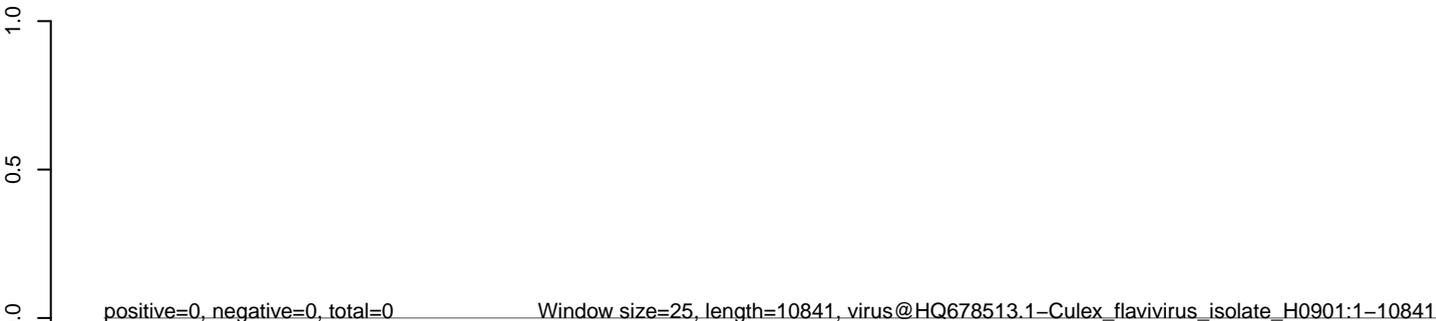 1.0
0.5
.0
positive=0, negative=0, total=0
Window size=25, length=10841, virus@HQ678513.1−Culex_flavivirus_isolate_H0901:1−10841